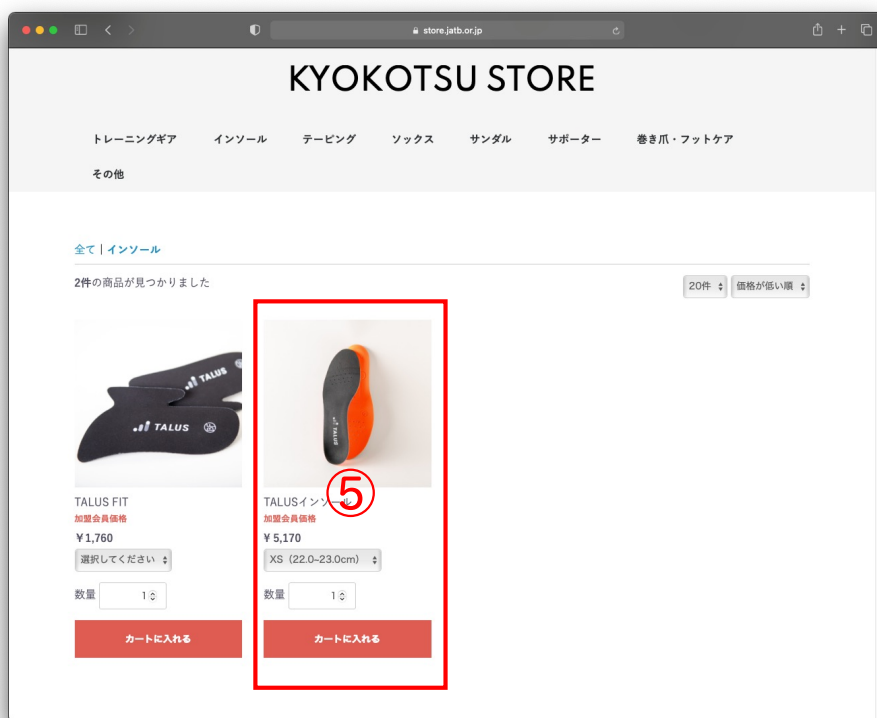 store.jatb.or.jp
KYOKOTSU STORE
トレーニングギア インソール テーピング ソックス サンダル サポーター 巻き爪・フットケア
その他
全て | インソール
2件の商品が見つかりました
20件 価格が低い順
TALUS
TALUS
TALUS
TALUS FIT
加盟会員価格
¥1,760
選択してください
数量 1
カートに入れる
⑤
TALUSインソール
加盟会員価格
¥ 5,170
XS（22.0~23.0cm）
数量 1
カートに入れる